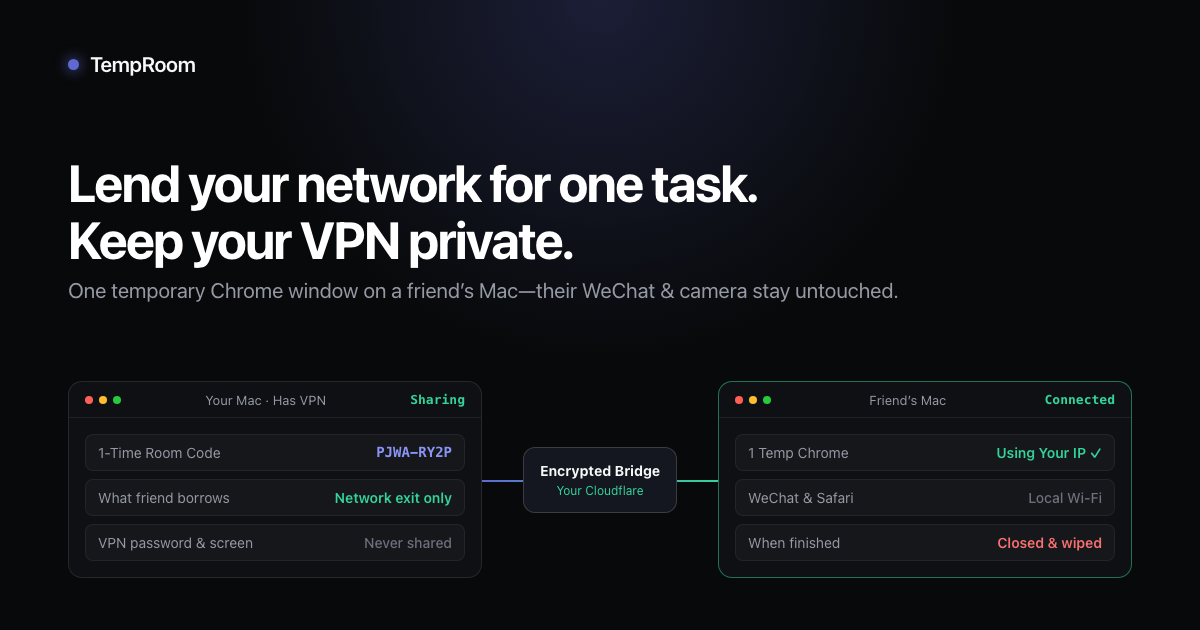 TempRoom
Lend your network for one task.
Keep your VPN private.
One temporary Chrome window on a friend’s Mac—their WeChat & camera stay untouched.
Your Mac · Has VPN
Sharing
1-Time Room Code
PJWA–RY2P
What friend borrows
Network exit only
VPN password & screen
Never shared
Encrypted Bridge
Your Cloudflare
Friend’s Mac
Connected
1 Temp Chrome
Using Your IP ✓
WeChat & Safari
Local Wi-Fi
When finished
Closed & wiped